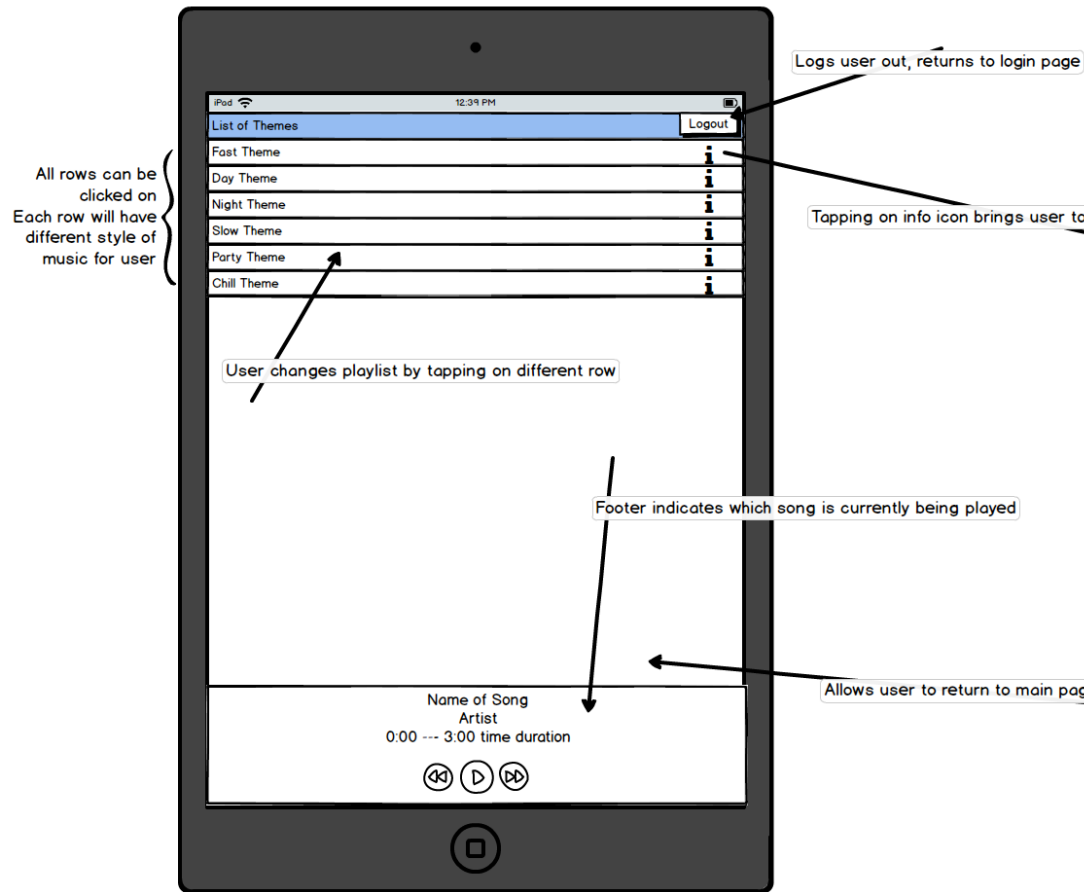 Logs user out, returns to login page
iPod
12:39 PM
List of Themes
Logout
Fast Theme
Day Theme
Night Theme
Slow Theme
Party Theme
Chill Theme
All rows can be
clicked on
Each row will have
different style of
music for user
Tapping on info icon brings user to
User changes playlist by tapping on different row
Footer indicates which song is currently being played
Allows user to return to main pag
Name of Song
Artist
0:00 --- 3:00 time duration